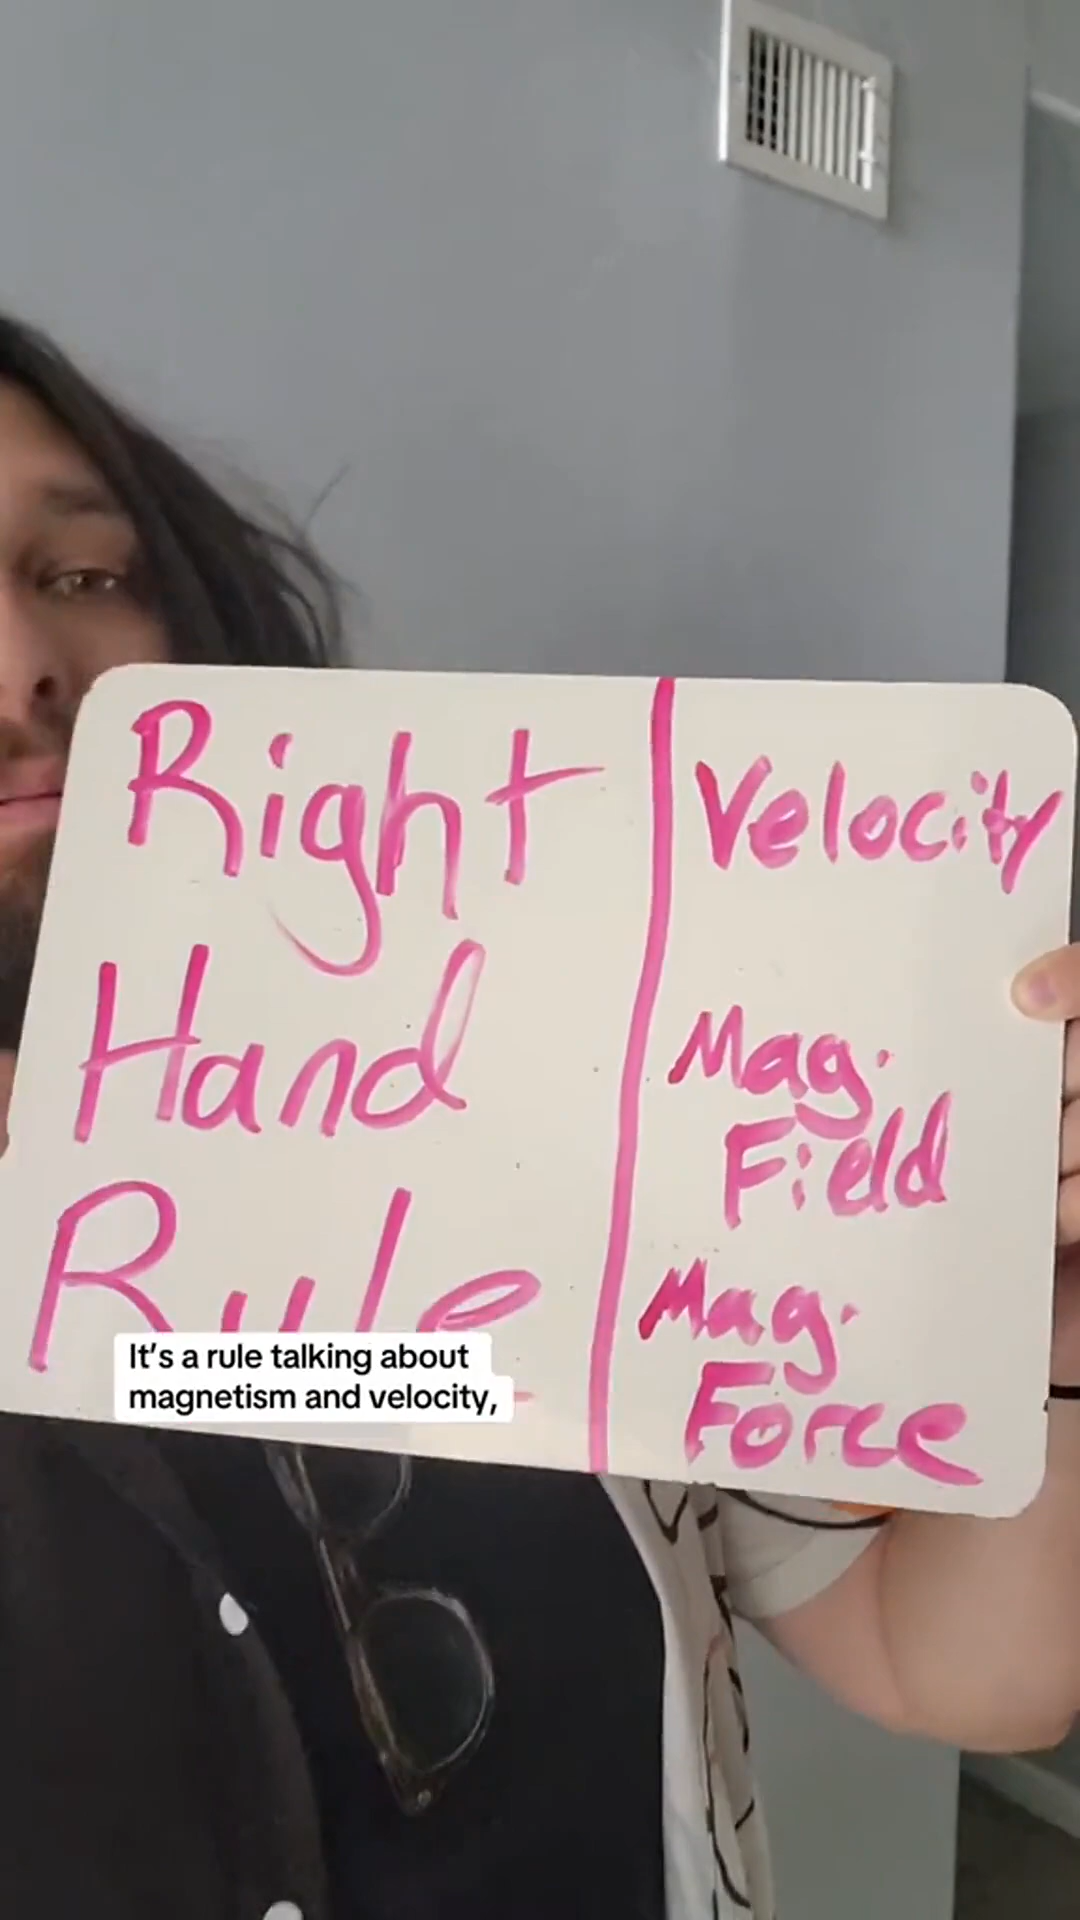 Right
Hand
Rule
Velocity
Mag.
Field
Mag.
Force
It's a rule talking about
magnetism and velocity,